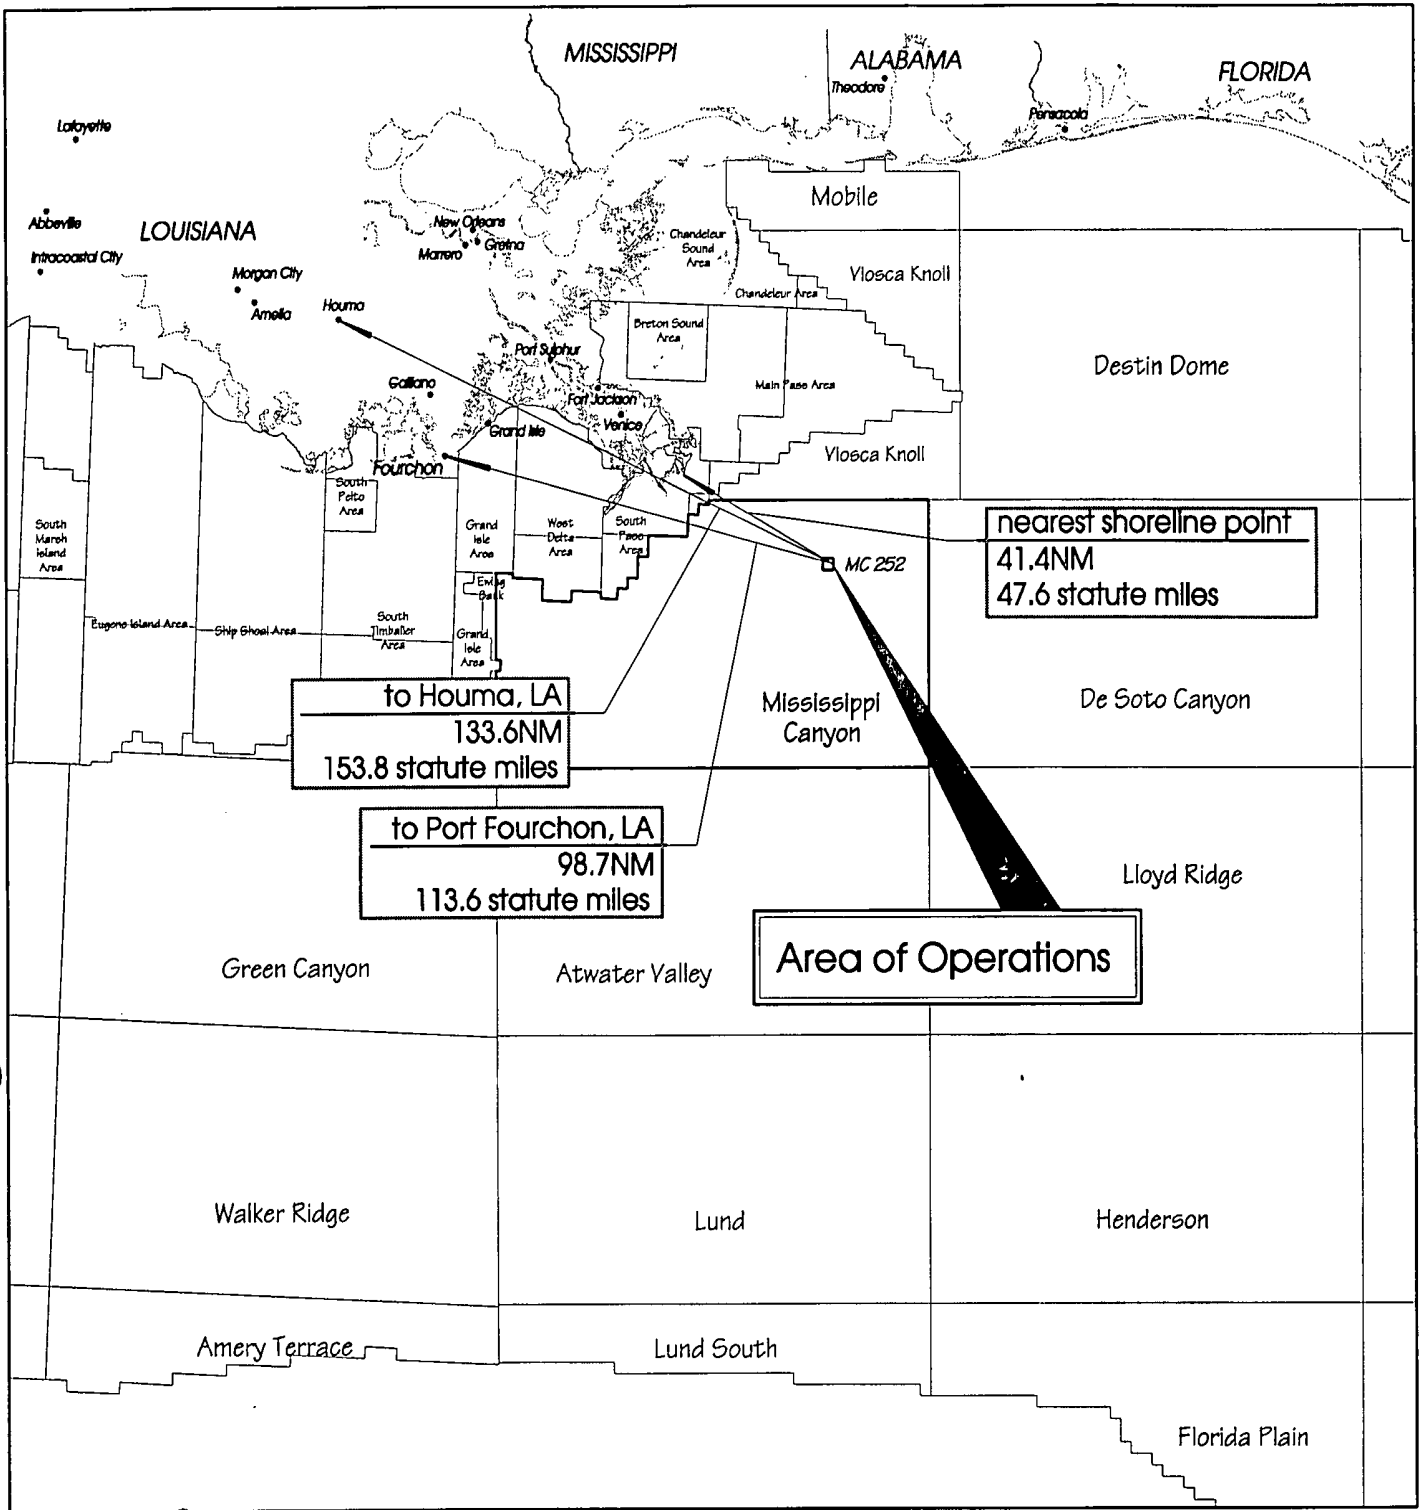 MISSISSIPPI
ALABAMA
FLORIDA
Theodore
Pensacola
Lafayette
Mobile
Abbeville
LOUISIANA
New Orleans
Gretna
Marrero
Chandeleur
Sound
Area
Intracoastal City
Morgan City
Viosca Knoll
Amelia
Houma
Chandeleur Area
Breton Sound
Area
Port Sulphur
Destin Dome
Galliano
Main Pass Area
Fort Jackson
Venice
Grand Isle
Viosca Knoll
Fourchon
South
Pelto
Area
South
Marsh
Island
Area
Grand
Isle
Area
West
Delta
Area
South
Pass
Area
nearest shoreline point
41.4NM
47.6 statute miles
MC 252
Ewing
Bank
Eugene Island Area
Ship Shoal Area
South
Timbalier
Area
Grand
Isle
Area
to Houma, LA
133.6NM
153.8 statute miles
Mississippi
Canyon
De Soto Canyon
to Port Fourchon, LA
98.7NM
113.6 statute miles
Lloyd Ridge
Area of Operations
Green Canyon
Atwater Valley
Walker Ridge
Lund
Henderson
Amery Terrace
Lund South
Florida Plain